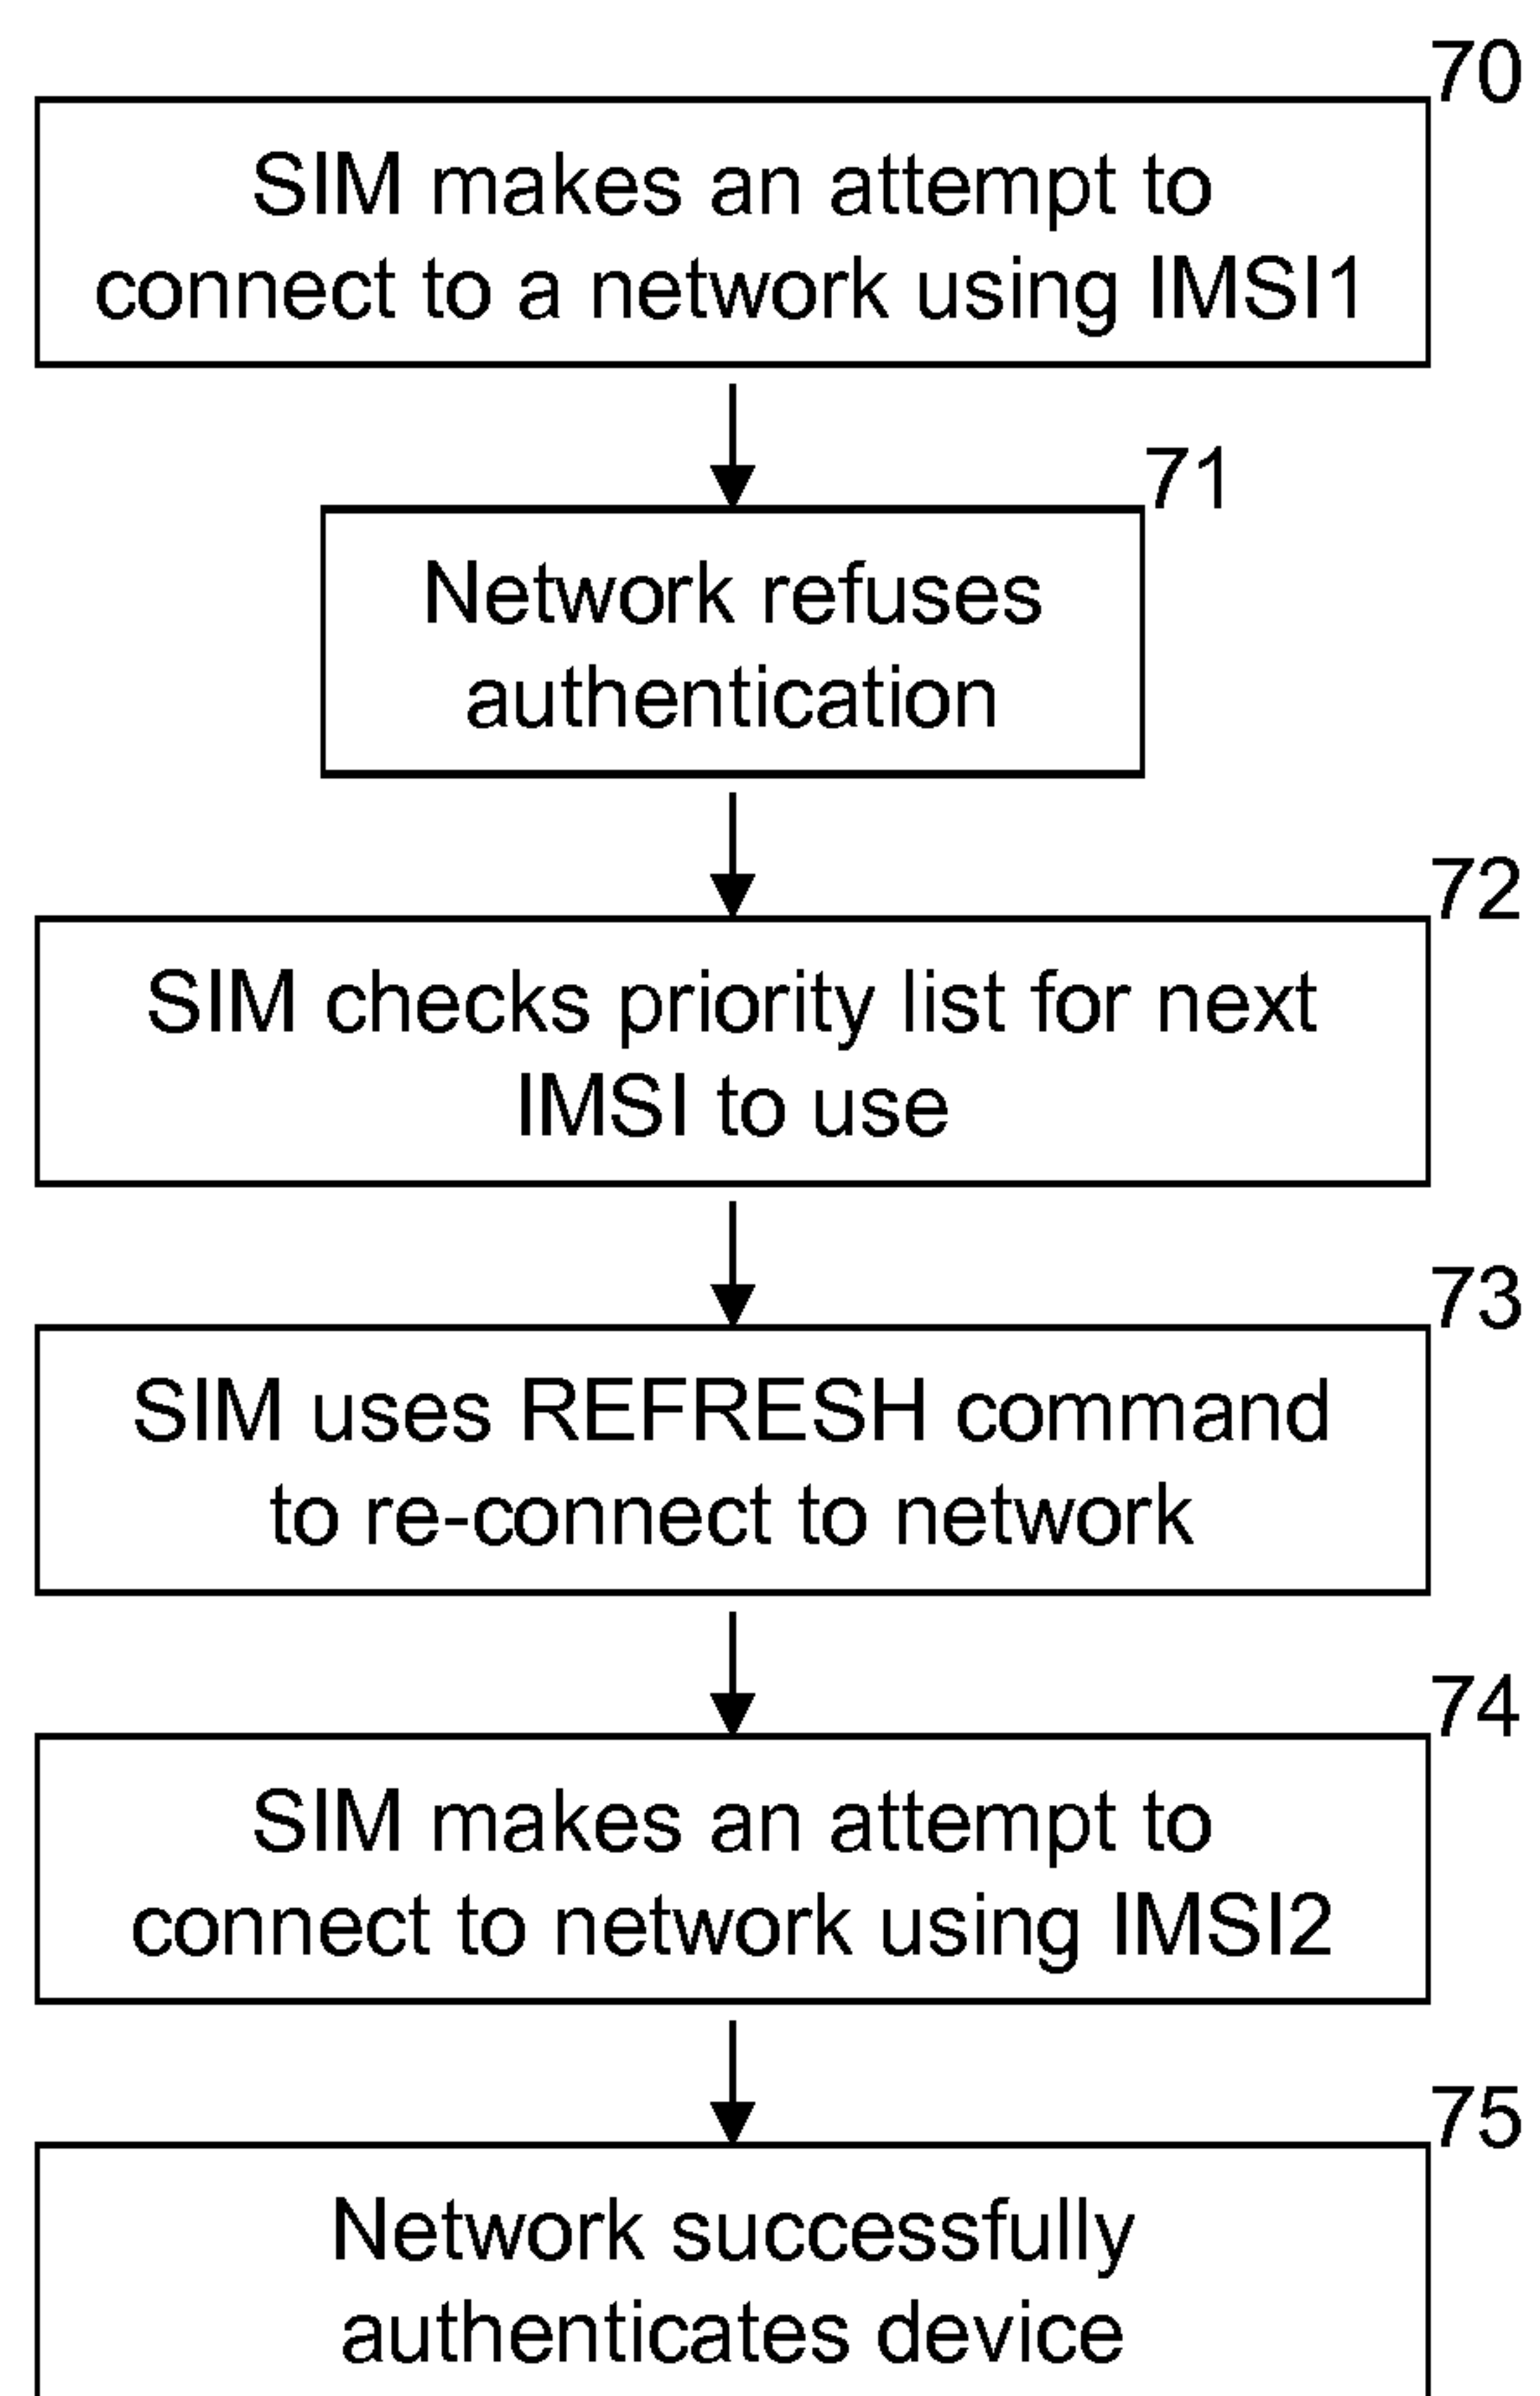 70
SIM makes an attempt to
connect to a network using IMSI1
71
Network refuses
authentication
72
SIM checks priority list for next
IMSI to use
73
SIM uses REFRESH command
to re-connect to network
74
SIM makes an attempt to
connect to network using IMSI2
75
Network successfully
authenticates device